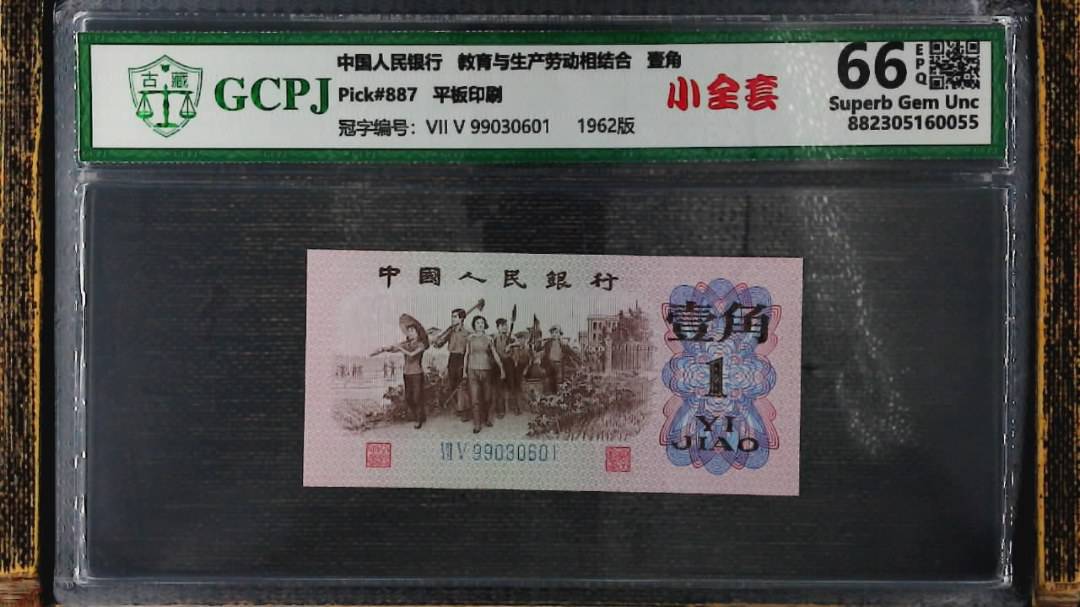 中国人民银行 教育与生产劳动相结合 壹角
古藏
GCPJ
Pick#887 平板印刷
小全套
冠字编号: VII V 99030601 1962版
66
EPQ
Superb Gem Unc
882305160055
中國人民銀行
壹角
1
YI
JIAO
VII V 99030601